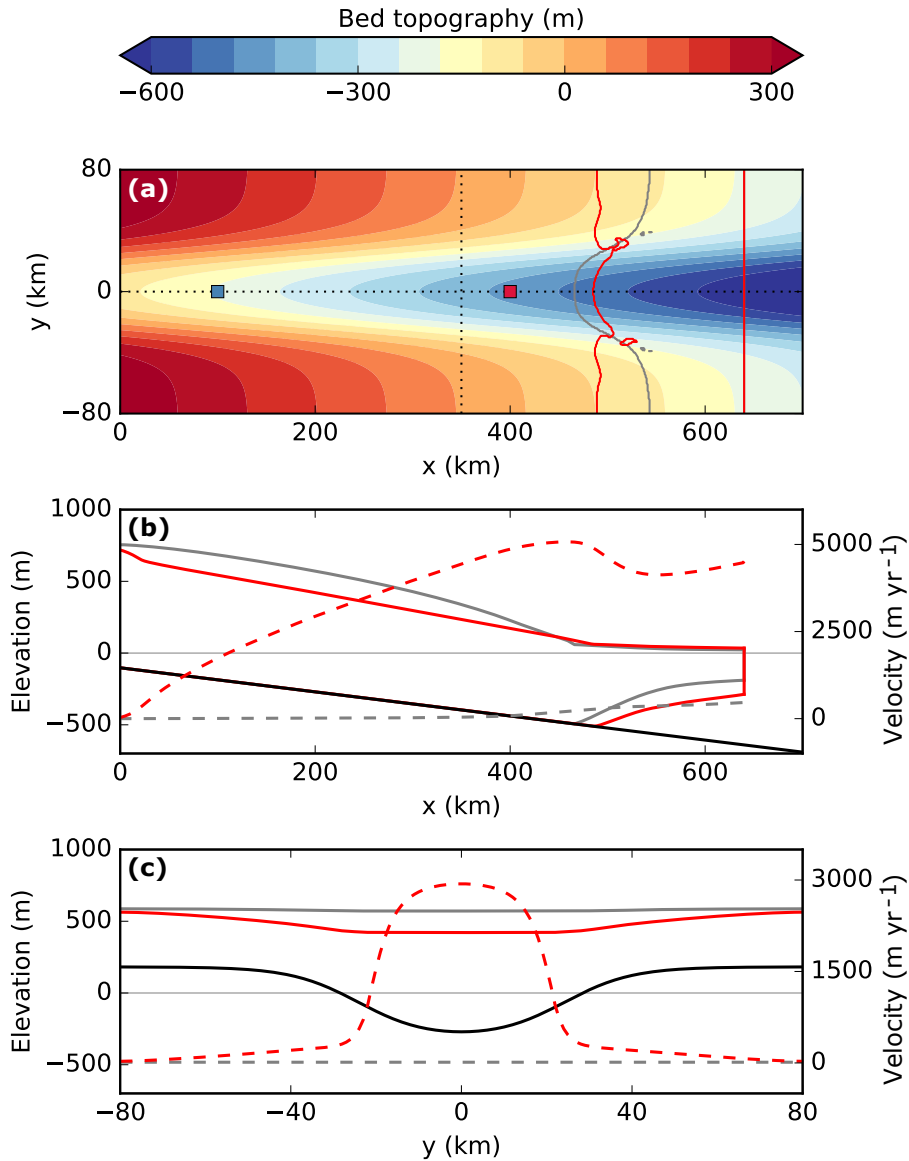 Bed topography (m)
−600 −300 0 300
(a)
80
0
−80
y (km)
0 200 400 600
x (km)
(b)
1000
500
0
−500
Elevation (m)
5000
2500
0
Velocity (m yr⁻¹)
0 200 400 600
x (km)
(c)
1000
500
0
−500
Elevation (m)
3000
1500
0
Velocity (m yr⁻¹)
−80 −40 0 40 80
y (km)